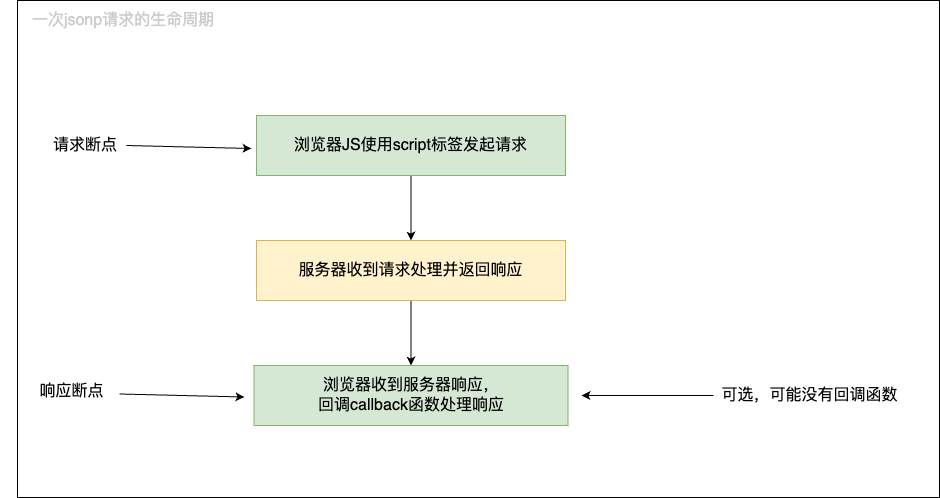 一次jsonp请求的生命周期
请求断点
浏览器JS使用script标签发起请求
服务器收到请求处理并返回响应
响应断点
浏览器收到服务器响应，
回调callback函数处理响应
可选，可能没有回调函数